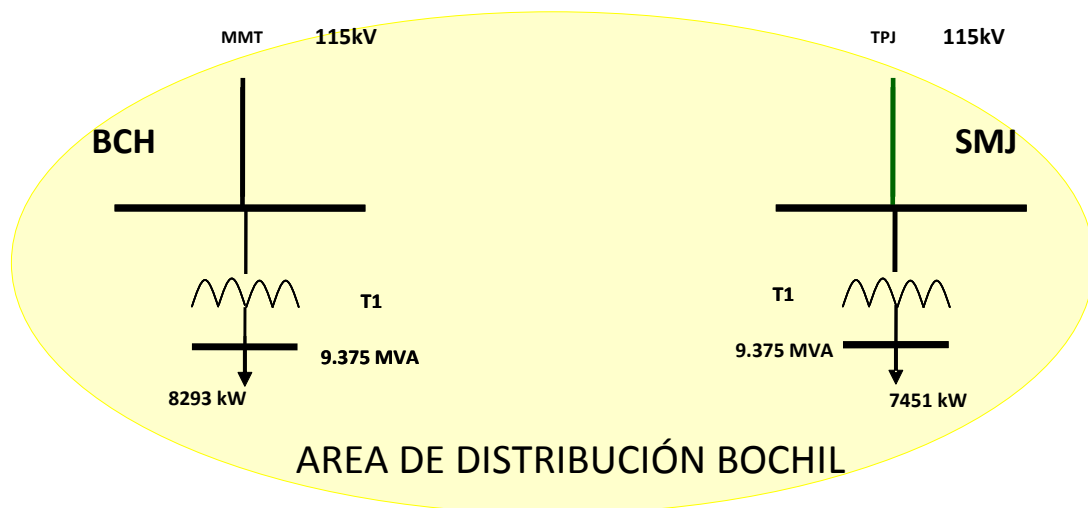 MMT 115kV
TPJ 115kV
BCH
SMJ
T1
T1
9.375 MVA
9.375 MVA
8293 kW
7451 kW
AREA DE DISTRIBUCIÓN BOCHIL